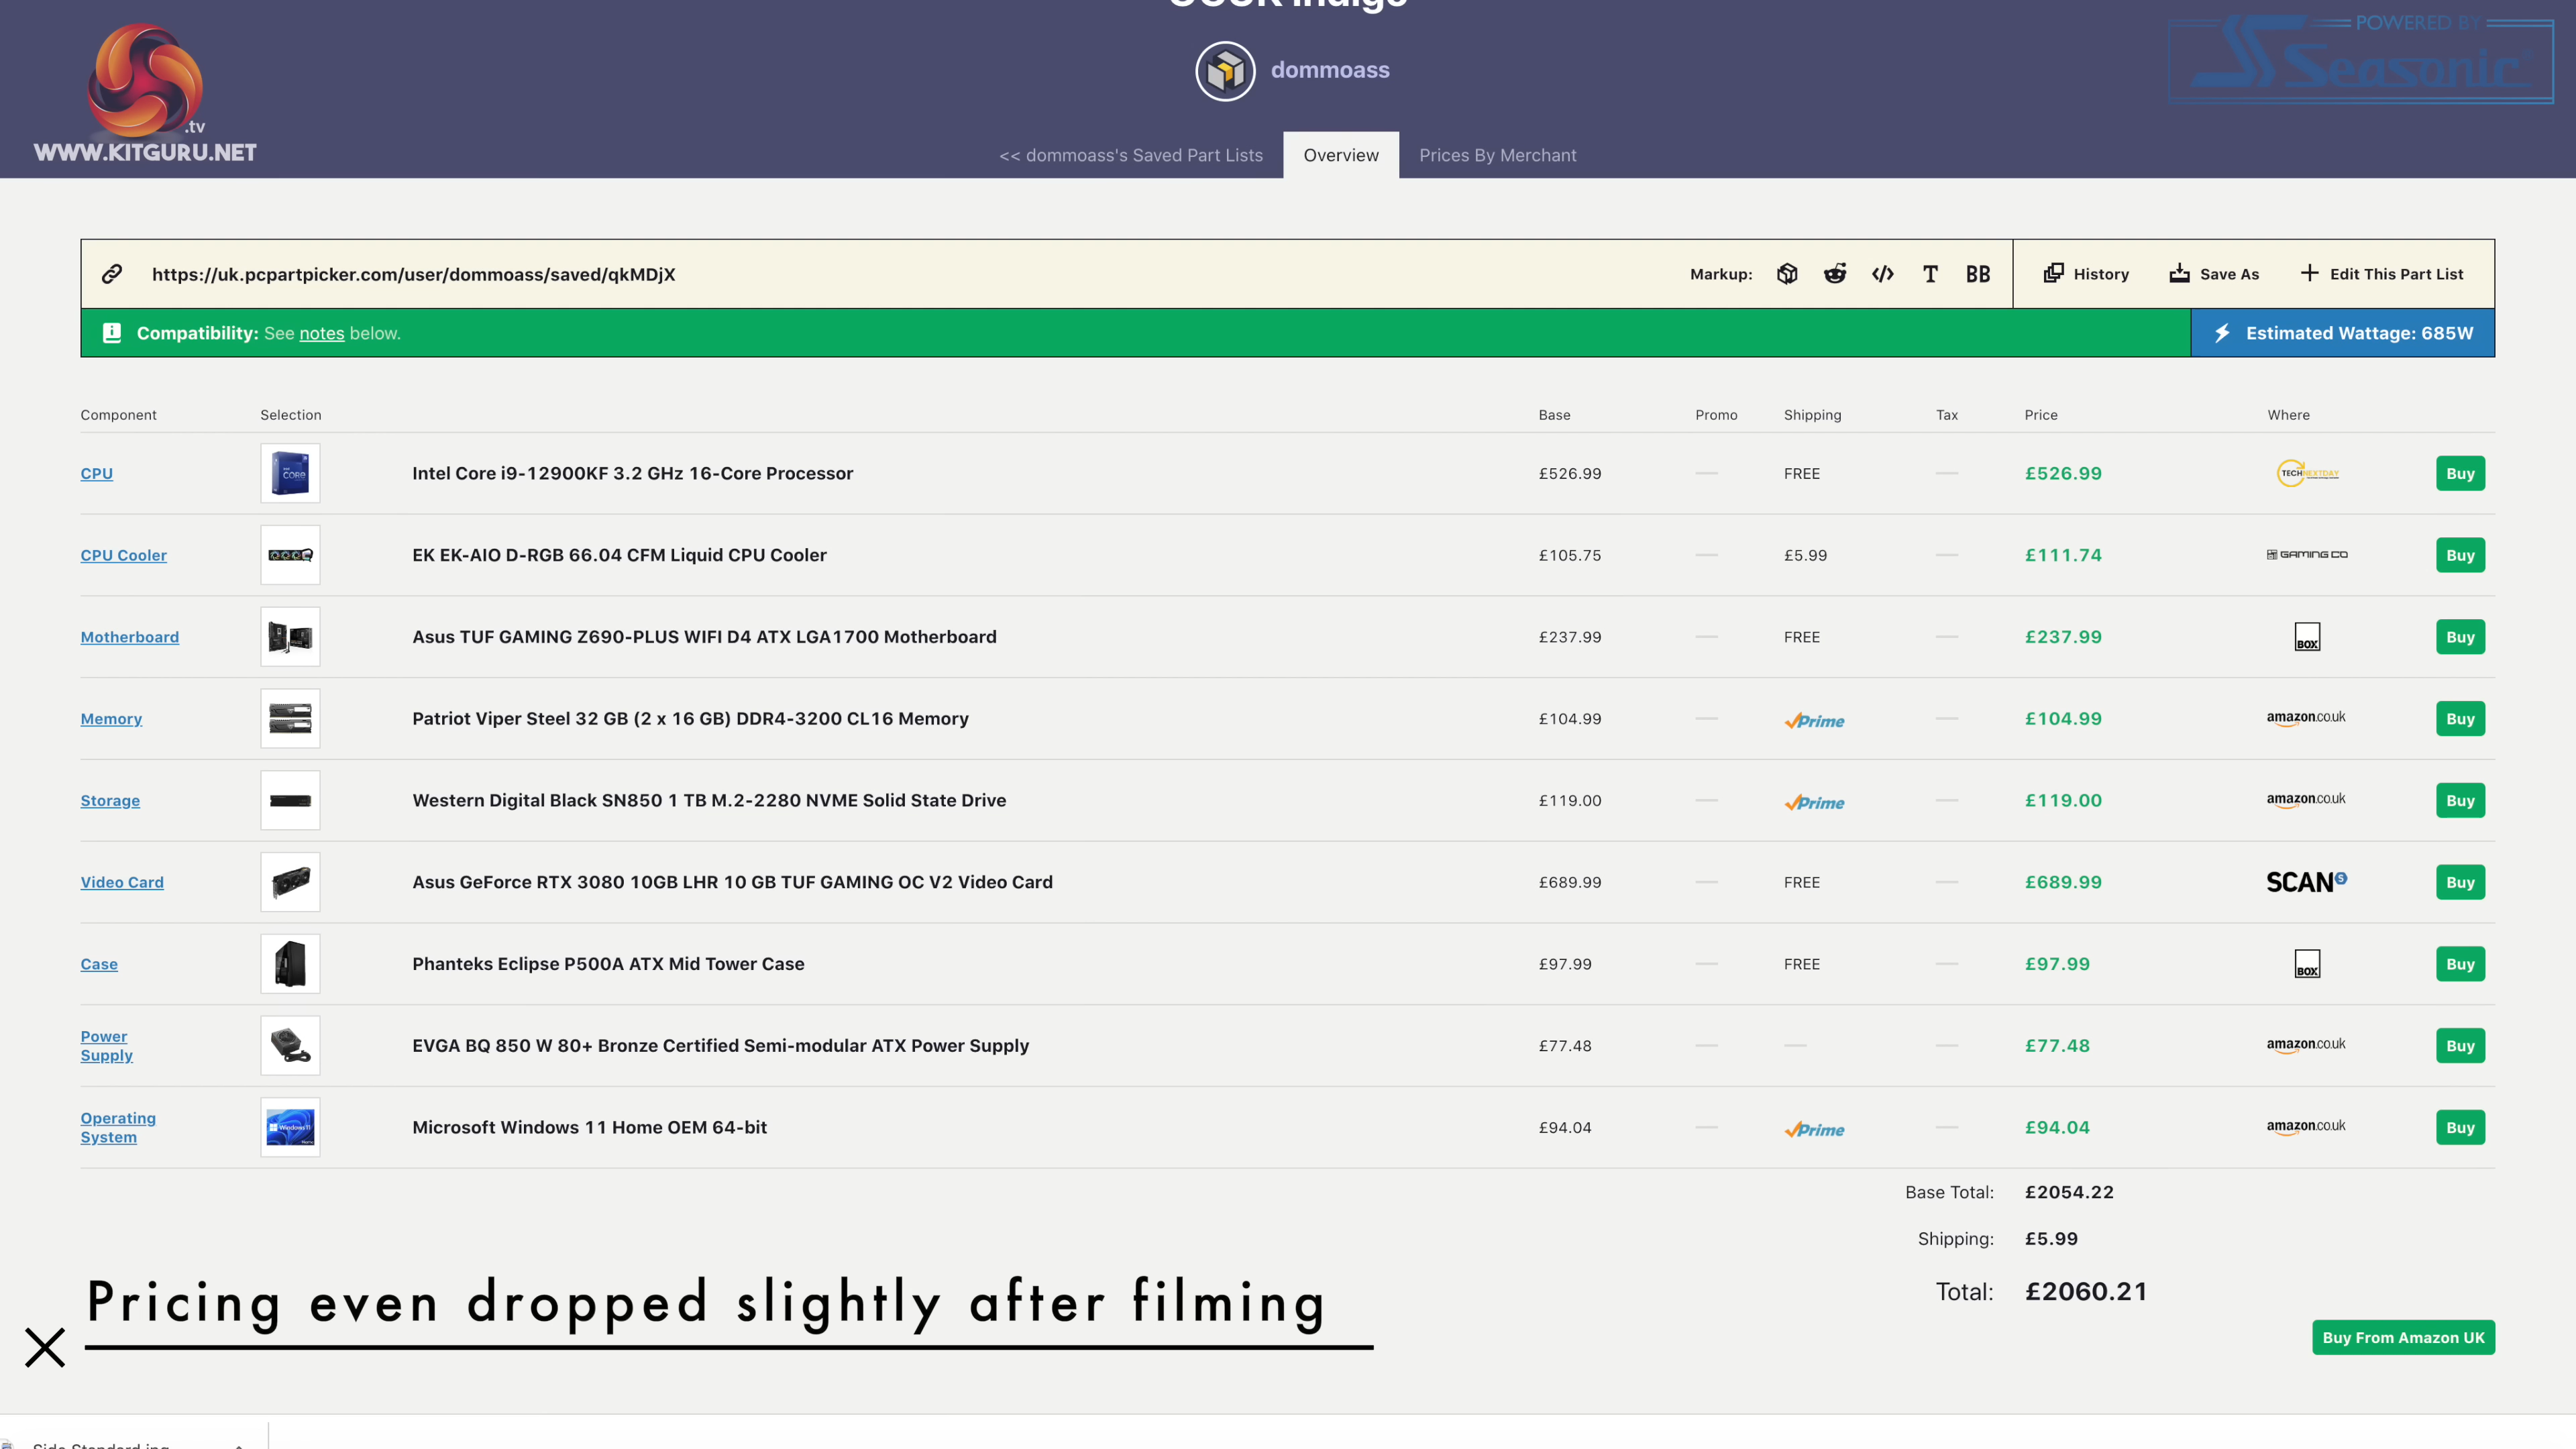 dommoass
POWERED BY
Seasonic
.tv
WWW.KITGURU.NET
<< dommoass's Saved Part Lists Overview Prices By Merchant
https://uk.pcpartpicker.com/user/dommoass/saved/qkMDjX Markup: T BB History Save As Edit This Part List
Compatibility: See notes below. Estimated Wattage: 685W
Component Selection Base Promo Shipping Tax Price Where
CPU CORE Intel Core i9-12900KF 3.2 GHz 16-Core Processor £526.99 — FREE — £526.99 TECHNEXTDAY Buy
CPU Cooler EK EK-AIO D-RGB 66.04 CFM Liquid CPU Cooler £105.75 — £5.99 — £111.74 GAMING CO Buy
Motherboard Asus TUF GAMING Z690-PLUS WIFI D4 ATX LGA1700 Motherboard £237.99 — FREE — £237.99 BOX Buy
Memory Patriot Viper Steel 32 GB (2 x 16 GB) DDR4-3200 CL16 Memory £104.99 — Prime — £104.99 amazon.co.uk Buy
Storage Western Digital Black SN850 1 TB M.2-2280 NVME Solid State Drive £119.00 — Prime — £119.00 amazon.co.uk Buy
Video Card Asus GeForce RTX 3080 10GB LHR 10 GB TUF GAMING OC V2 Video Card £689.99 — FREE — £689.99 SCAN S Buy
Case Phanteks Eclipse P500A ATX Mid Tower Case £97.99 — FREE — £97.99 BOX Buy
Power
Supply EVGA BQ 850 W 80+ Bronze Certified Semi-modular ATX Power Supply £77.48 — — — £77.48 amazon.co.uk Buy
Operating
System Windows 11 Microsoft Windows 11 Home OEM 64-bit £94.04 — Prime — £94.04 amazon.co.uk Buy
Base Total: £2054.22
Shipping: £5.99
Total: £2060.21
Pricing even dropped slightly after filming
Buy From Amazon UK